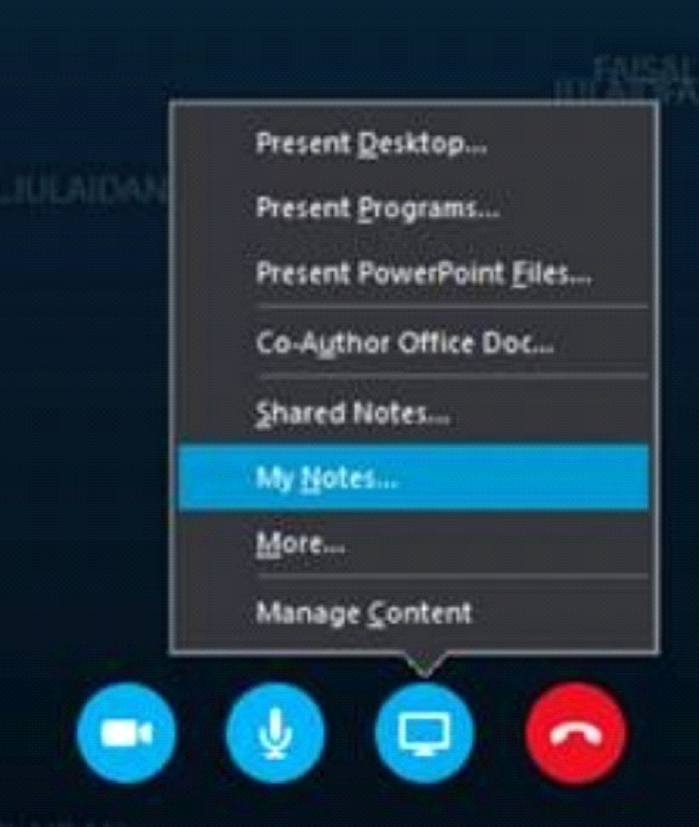 FAISAL
JULAIDAN
Present Desktop...
Present Programs...
Present PowerPoint Files...
Co-Author Office Doc...
Shared Notes...
My Notes...
More...
Manage Content